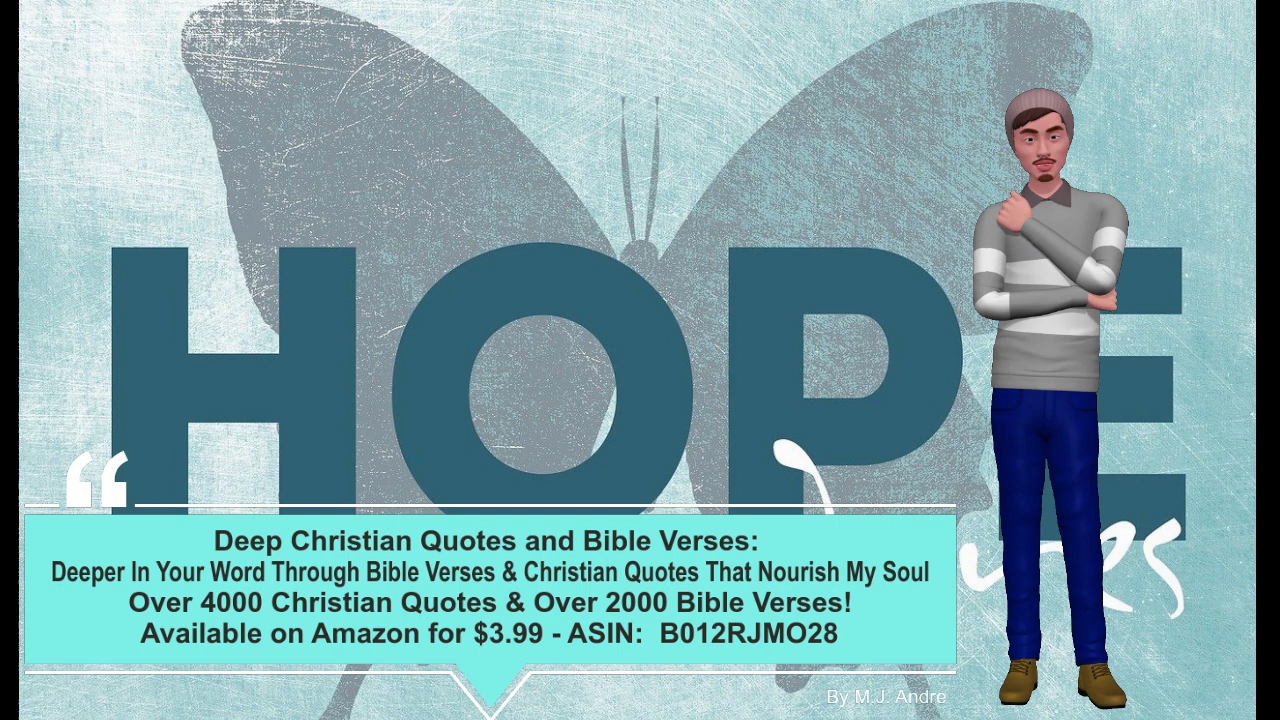 HOPE
“
Deep Christian Quotes and Bible Verses:
Deeper In Your Word Through Bible Verses & Christian Quotes That Nourish My Soul
Over 4000 Christian Quotes & Over 2000 Bible Verses!
Available on Amazon for $3.99 - ASIN: B012RJMO28
By M.J. Andre